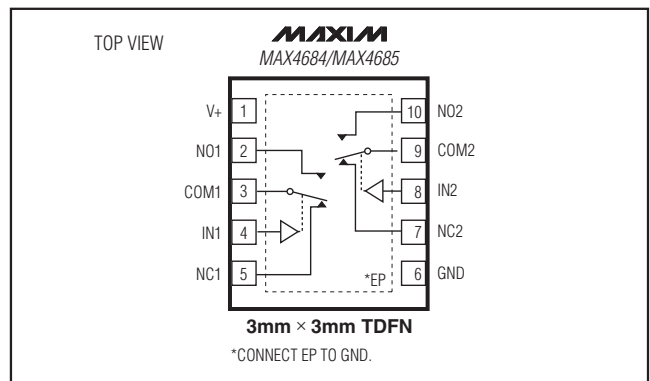 TOP VIEW
MAXIM
MAX4684/MAX4685
V+ 1
NO1 2
COM1 3
IN1 4
NC1 5
10 NO2
9 COM2
8 IN2
7 NC2
6 GND
*EP
3mm × 3mm TDFN
*CONNECT EP TO GND.